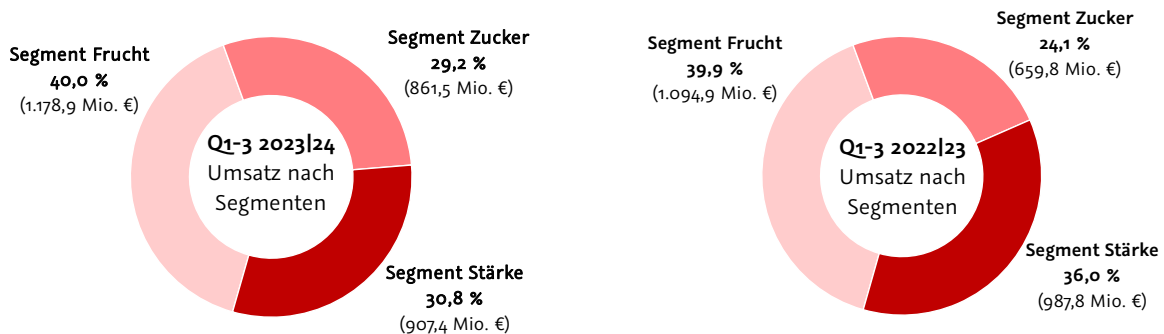 Segment Frucht
40,0 %
(1.178,9 Mio. €)
Segment Zucker
29,2 %
(861,5 Mio. €)
Q1-3 2023|24
Umsatz nach
Segmenten
Segment Stärke
30,8 %
(907,4 Mio. €)
Segment Frucht
39,9 %
(1.094,9 Mio. €)
Segment Zucker
24,1 %
(659,8 Mio. €)
Q1-3 2022|23
Umsatz nach
Segmenten
Segment Stärke
36,0 %
(987,8 Mio. €)